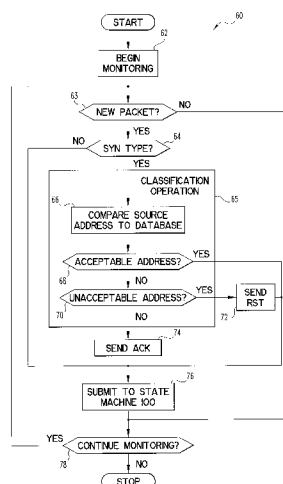 START
60
62
BEGIN
MONITORING
63
NEW PACKET?
NO
YES
64
NO
SYN TYPE?
YES
CLASSIFICATION
OPERATION
65
66
COMPARE SOURCE
ADDRESS TO DATABASE
ACCEPTABLE ADDRESS?
YES
68
NO
UNACCEPTABLE ADDRESS?
YES
SEND
RST
70
NO
72
74
SEND ACK
76
SUBMIT TO STATE
MACHINE 100
YES
CONTINUE MONITORING?
78
NO
STOP